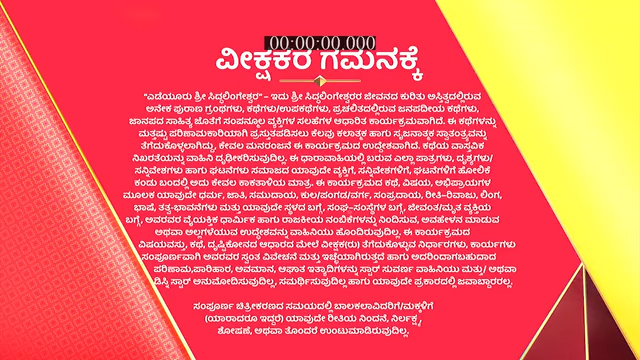 00:00:00.000
ವೀಕ್ಷಕರ ಗಮನಕ್ಕೆ
"ಎಡೆಯೂರು ಶ್ರೀ ಸಿದ್ಧಲಿಂಗೇಶ್ವರ" – ಇದು ಶ್ರೀ ಸಿದ್ಧಲಿಂಗೇಶ್ವರರ ಜೀವನದ ಕುರಿತು ಅಸ್ತಿತ್ವದಲ್ಲಿರುವ
ಅನೇಕ ಪುರಾಣ ಗ್ರಂಥಗಳು, ಕಥೆಗಳು/ಉಪಕಥೆಗಳು, ಪ್ರಚಲಿತದಲ್ಲಿರುವ ಜನಪದೀಯ ಕಥೆಗಳು,
ಜಾನಪದ ಸಾಹಿತ್ಯ ಜೊತೆಗೆ ಸಂಪನ್ಮೂಲ ವ್ಯಕ್ತಿಗಳ ಸಲಹೆಗಳ ಆಧಾರಿತ ಕಾರ್ಯಕ್ರಮವಾಗಿದೆ. ಈ ಕಥೆಗಳನ್ನು
ಮತ್ತಷ್ಟು ಪರಿಣಾಮಕಾರಿಯಾಗಿ ಪ್ರಸ್ತುತಪಡಿಸಲು ಕೆಲವು ಕಲಾತ್ಮಕ ಹಾಗು ಸೃಜನಾತ್ಮಕ ಸ್ವಾತಂತ್ರ್ಯವನ್ನು
ತೆಗೆದುಕೊಳ್ಳಲಾಗಿದ್ದು, ಕೇವಲ ಮನರಂಜನೆ ಈ ಕಾರ್ಯಕ್ರಮದ ಉದ್ದೇಶವಾಗಿದೆ. ಕಥೆಯ ವಾಸ್ತವಿಕ
ನಿಖರತೆಯನ್ನು ವಾಹಿನಿ ದೃಢೀಕರಿಸುವುದಿಲ್ಲ. ಈ ಧಾರಾವಾಹಿಯಲ್ಲಿ ಬರುವ ಎಲ್ಲಾ ಪಾತ್ರಗಳು, ದೃಶ್ಯಗಳು/
ಸನ್ನಿವೇಶಗಳು ಹಾಗು ಘಟನೆಗಳು ಸಮಾಜದ ಯಾವುದೇ ವ್ಯಕ್ತಿಗೆ, ಸನ್ನಿವೇಶಗಳಿಗೆ, ಘಟನೆಗಳಿಗೆ ಹೋಲಿಕೆ
ಕಂಡು ಬಂದಲ್ಲಿ ಅದು ಕೇವಲ ಕಾಕತಾಳಿಯ ಮಾತ್ರ. ಈ ಕಾರ್ಯಕ್ರಮದ ಕಥೆ, ವಿಷಯ, ಅಭಿಪ್ರಾಯಗಳ
ಮೂಲಕ ಯಾವುದೇ ಧರ್ಮ, ಜಾತಿ, ಸಮುದಾಯ, ಕುಲ/ಪಂಗಡ/ವರ್ಗ, ಸಂಪ್ರದಾಯ, ರೀತಿ-ರಿವಾಜು, ಲಿಂಗ,
ಭಾಷೆ, ತತ್ವ-ಭಾವನೆಗಳು ಮತ್ತು ಯಾವುದೇ ಸ್ಥಳದ ಬಗ್ಗೆ, ಸಂಘ-ಸಂಸ್ಥೆಗಳ ಬಗ್ಗೆ, ಜೀವಂತ/ಮೃತ ವ್ಯಕ್ತಿಯ
ಬಗ್ಗೆ, ಅವರವರ ವೈಯಕ್ತಿಕ ಧಾರ್ಮಿಕ ಹಾಗು ರಾಜಕೀಯ ನಂಬಿಕೆಗಳನ್ನು ನಿಂದಿಸುವ, ಅವಹೇಳನ ಮಾಡುವ
ಅಥವಾ ಅಲ್ಲಗಳೆಯುವ ಉದ್ದೇಶವನ್ನು ವಾಹಿನಿಯು ಹೊಂದಿರುವುದಿಲ್ಲ. ಈ ಕಾರ್ಯಕ್ರಮದ
ವಿಷಯವಸ್ತು, ಕಥೆ, ದೃಷ್ಟಿಕೋನದ ಆಧಾರದ ಮೇಲೆ ವೀಕ್ಷಕ(ರು) ತೆಗೆದುಕೊಳ್ಳುವ ನಿರ್ಧಾರಗಳು, ಕಾರ್ಯಗಳು
ಸಂಪೂರ್ಣವಾಗಿ ಅವರವರ ಸ್ವಂತ ವಿವೇಚನೆ ಮತ್ತು ಇಚ್ಛೆಯಾಗಿರುತ್ತದೆ ಹಾಗು ಅದರಿಂದಾಗಬಹುದಾದ
ಪರಿಣಾಮ,ಪಾರಿಹಾರ, ಅವಮಾನ, ಆಘಾತ ಇತ್ಯಾದಿಗಳನ್ನು ಸ್ಟಾರ್ ಸುವರ್ಣ ವಾಹಿನಿಯು ಮತ್ತು/ ಅಥವಾ
ಡಿಸ್ನಿ ಸ್ಟಾರ್ ಅನುಮೋದಿಸುವುದಿಲ್ಲ, ಸಮರ್ಥಿಸುವುದಿಲ್ಲ ಹಾಗು ಯಾವುದೇ ಪ್ರಕಾರದಲ್ಲಿ ಜವಾಬ್ದಾರರಲ್ಲ.
ಸಂಪೂರ್ಣ ಚಿತ್ರೀಕರಣದ ಸಮಯದಲ್ಲಿ ಬಾಲಕಲಾವಿದರಿಗೆ/ಮಕ್ಕಳಿಗೆ
(ಯಾರಾದರೂ ಇದ್ದರೆ) ಯಾವುದೇ ರೀತಿಯ ನಿಂದನೆ, ನಿರ್ಲಕ್ಷ್ಯ,
ಶೋಷಣೆ, ಅಥವಾ ತೊಂದರೆ ಉಂಟುಮಾಡಿರುವುದಿಲ್ಲ.